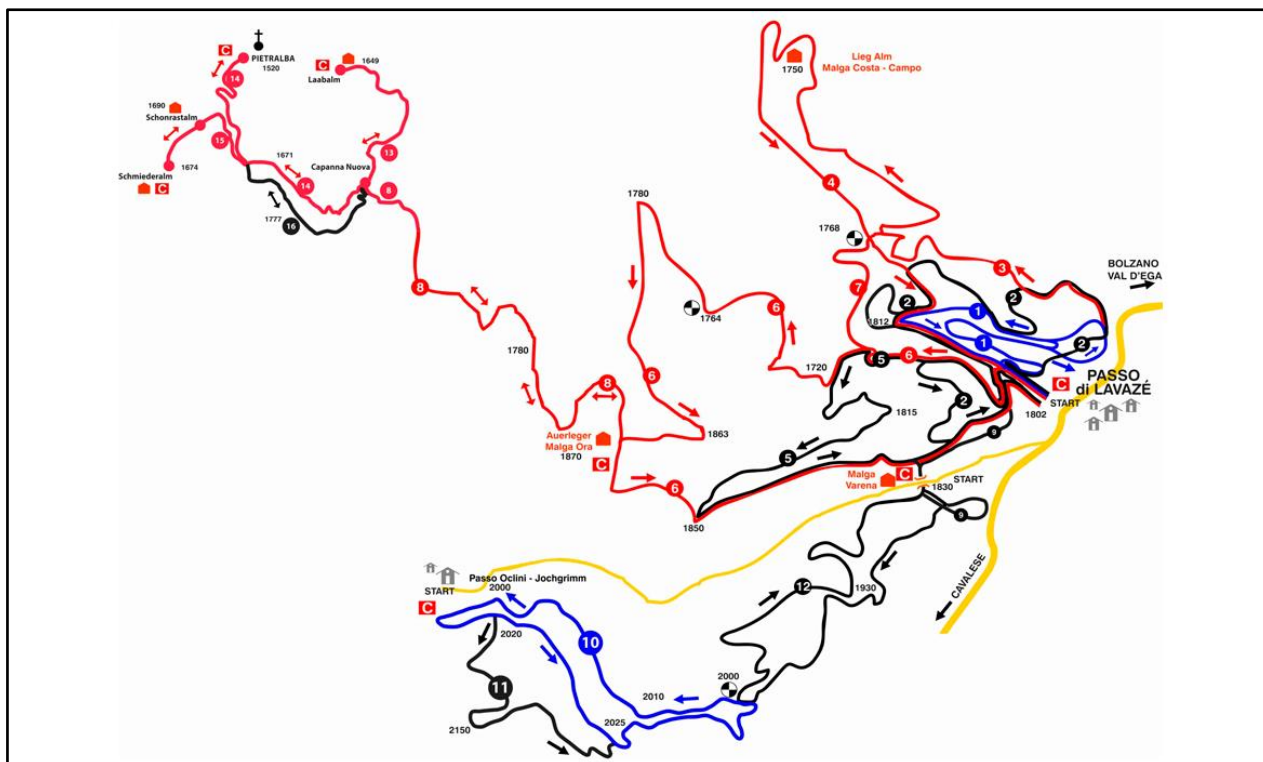 C
PIETRALBA
1520
14
C
1649
Laabalm
1690
Schonrastalm
15
1674
Schmiederalm
C
1671
14
Capanna Nuova
13
8
1777
16
1750
Lieg Alm
Malga Costa - Campo
4
1780
1768
7
3
BOLZANO
VAL D'EGA
8
1764
6
2
1812
1
2
1
2
1780
1720
5
6
C
PASSO
di LAVAZÉ
START
1802
8
6
2
1815
9
Auerleger
Malga Ora
1870
C
1863
5
6
1850
Malga
Varena
C
START
1830
9
CAVALESE
START
Passo Oclini - Jochgrimm
2000
C
12
1930
2020
10
11
2000
2010
2150
2025